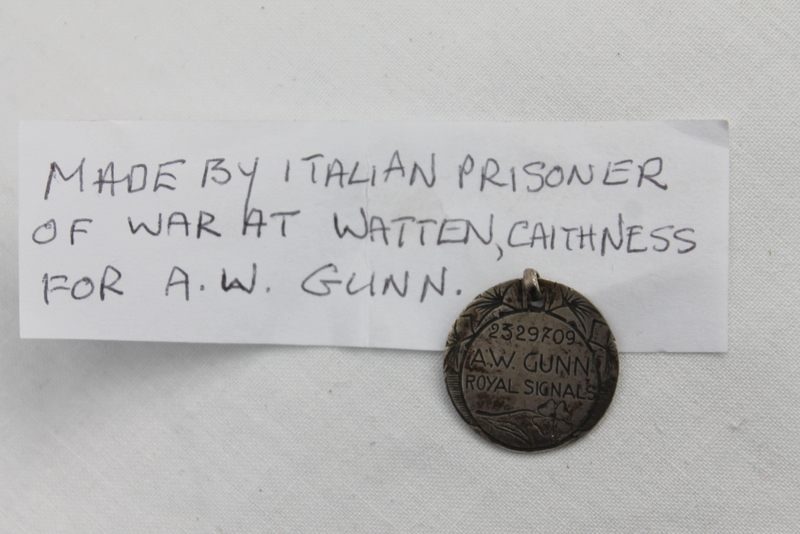 MADE BY ITALIAN PRISONER
OF WAR AT WATTEN, CAITHNESS
FOR A.W. GUNN.
2329709
A.W. GUNN
ROYAL SIGNALS